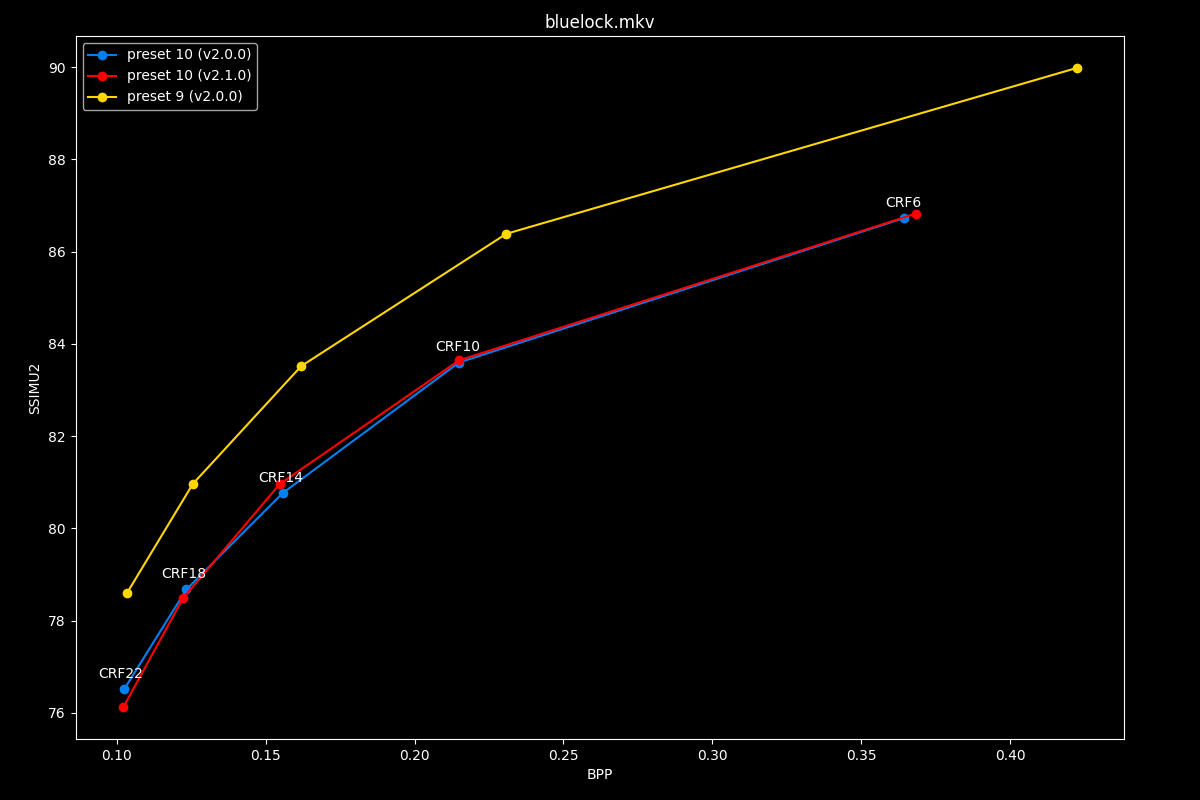 bluelock.mkv
preset 10 (v2.0.0)
preset 10 (v2.1.0)
preset 9 (v2.0.0)
90
88
86
84
82
80
78
76
SSIMU2
CRF6
CRF10
CRF14
CRF18
CRF22
0.10 0.15 0.20 0.25 0.30 0.35 0.40
BPP